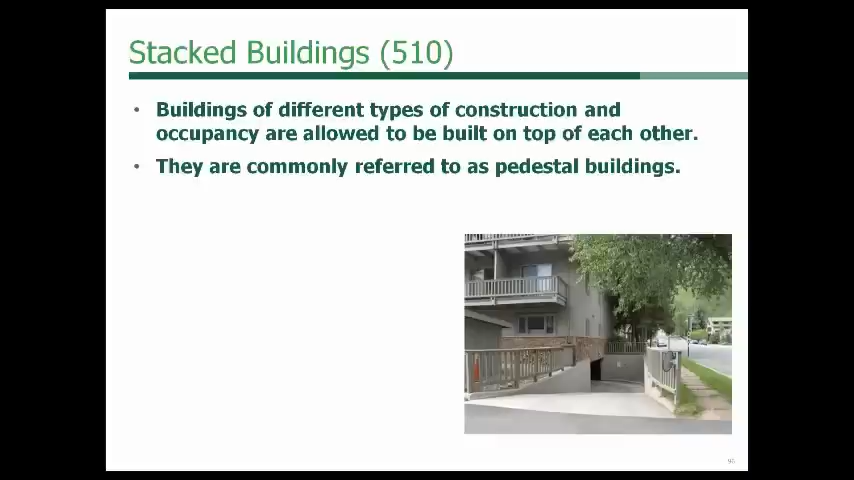 Stacked Buildings (510)
• Buildings of different types of construction and
occupancy are allowed to be built on top of each other.
• They are commonly referred to as pedestal buildings.